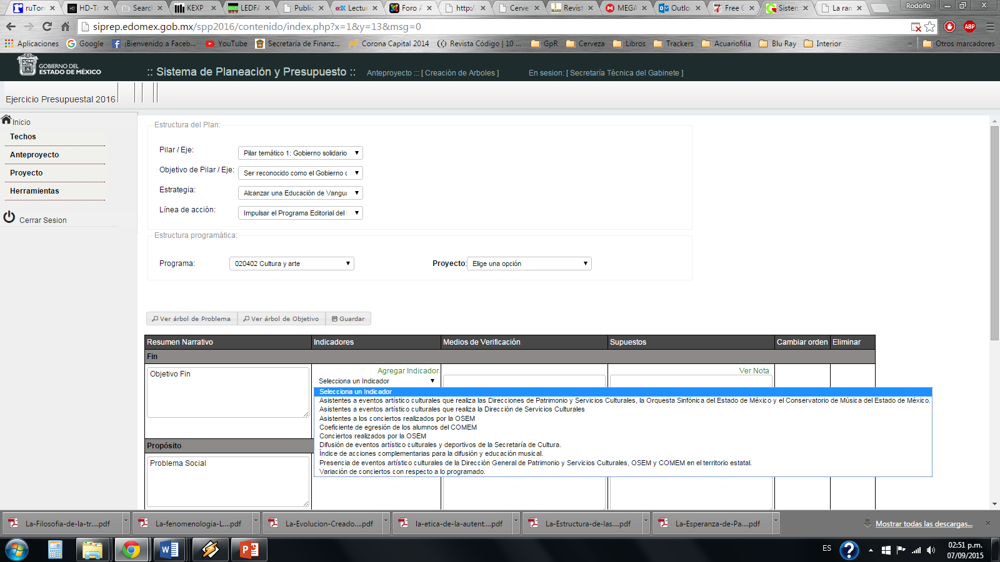 ruTorr
HD-To
Searc
KEXP
LEDFA
Public
edX Lectur
Foro A
http:/
Cerve
Revist
MEGA
Outlo
Free C
Sisten
La ran
Rodolfo
siprep.edomex.gob.mx/spp2016/contenido/index.php?x=1&y=13&msg=0
ABP
Aplicaciones
Google
¡Bienvenido a Faceb...
YouTube
Secretaría de Finanz...
Corona Capital 2014
Revista Código | 10 ...
GpR
Cerveza
Libros
Trackers
Acuariofilia
Blu Ray
Interior
»
Otros marcadores
GOBIERNO DEL
ESTADO DE MÉXICO
:: Sistema de Planeación y Presupuesto ::
Anteproyecto ::: [ Creación de Arboles ]
En sesion: [ Secretaría Técnica del Gabinete ]
Ejercicio Presupuestal 2016
Inicio
Techos
Anteproyecto
Proyecto
Herramientas
Cerrar Sesion
Estructura del Plan:
Pilar / Eje:
Pilar temático 1: Gobierno solidario
Objetivo de Pilar / Eje:
Ser reconocido como el Gobierno c
Estrategia:
Alcanzar una Educación de Vangua
Línea de acción:
Impulsar el Programa Editorial del
Estructura programática:
Programa:
020402 Cultura y arte
Proyecto:
Elige una opción
Ver árbol de Problema
Ver árbol de Objetivo
Guardar
Resumen Narrativo
Indicadores
Medios de Verificación
Supuestos
Cambiar orden
Eliminar
Fin
Objetivo Fin
Agregar Indicador
Ver Nota
Selecciona un Indicador
Selecciona un Indicador
Asistentes a eventos artístico culturales que realiza las Direcciones de Patrimonio y Servicios Culturales, la Orquesta Sinfónica del Estado de México y el Conservatorio de Música del Estado de México.
Asistentes a eventos artístico culturales que realiza la Dirección de Servicios Culturales
Asistentes a los conciertos realizados por la OSEM
Coeficiente de egresión de los alumnos del COMEM
Conciertos realizados por la OSEM
Difusión de eventos artístico culturales y deportivos de la Secretaría de Cultura.
Índice de acciones complementarias para la difusión y educación musical.
Presencia de eventos artístico culturales de la Dirección General de Patrimonio y Servicios Culturales, OSEM y COMEM en el territorio estatal.
Variación de conciertos con respecto a lo programado.
Propósito
Problema Social
La-Filosofia-de-la-tr....pdf
La-fenomenologia-L....pdf
La-Evolucion-Creado....pdf
la-etica-de-la-autent....pdf
La-Estructura-de-las....pdf
La-Esperanza-de-Pa....pdf
Mostrar todas las descargas...
ES
02:51 p.m.
07/09/2015